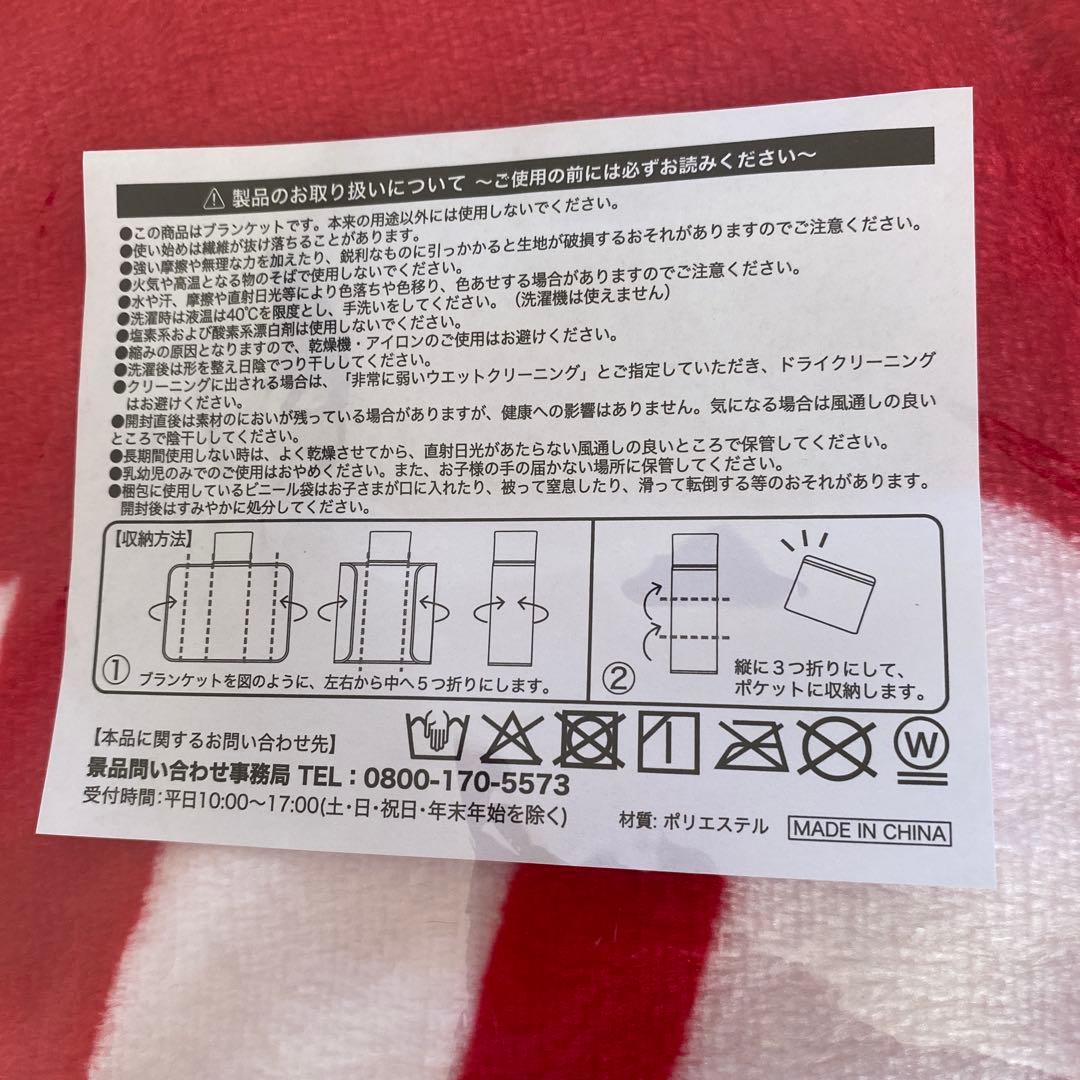 ⚠ 製品のお取り扱いについて ～ご使用の前には必ずお読みください～
●この商品はブランケットです。本来の用途以外には使用しないでください。
●使い始めは繊維が抜け落ちることがあります。
●強い摩擦や無理な力を加えたり、鋭利なものに引っかかると生地が破損するおそれがありますのでご注意ください。
●火気や高温となる物のそばで使用しないでください。
●水や汗、摩擦や直射日光等により色落ちや色移り、色あせする場合がありますのでご注意ください。
●洗濯時は液温は40℃を限度とし、手洗いをしてください。（洗濯機は使えません）
●塩素系および酸素系漂白剤は使用しないでください。
●縮みの原因となりますので、乾燥機・アイロンのご使用はお避けください。
●洗濯後は形を整え日陰でつり干ししてください。
●クリーニングに出される場合は、「非常に弱いウエットクリーニング」とご指定していただき、ドライクリーニング
はお避けください。
●開封直後は素材のにおいが残っている場合がありますが、健康への影響はありません。気になる場合は風通しの良い
ところで陰干ししてください。
●長期間使用しない時は、よく乾燥させてから、直射日光があたらない風通しの良いところで保管してください。
●乳幼児のみでのご使用はおやめください。また、お子様の手の届かない場所に保管してください。
●梱包に使用しているビニール袋はお子さまが口に入れたり、被って窒息したり、滑って転倒する等のおそれがあります。
開封後はすみやかに処分してください。
【収納方法】
① ブランケットを図のように、左右から中へ５つ折りにします。
② 縦に３つ折りにして、
ポケットに収納します。
【本品に関するお問い合わせ先】
景品問い合わせ事務局 TEL：0800-170-5573
受付時間：平日10:00～17:00(土・日・祝日・年末年始を除く)
W
材質：ポリエステル
MADE IN CHINA